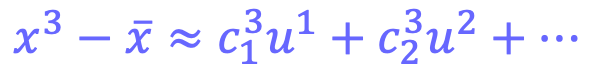 x³ − x̄ ≈ c₁³u¹ + c₂³u² + ⋯